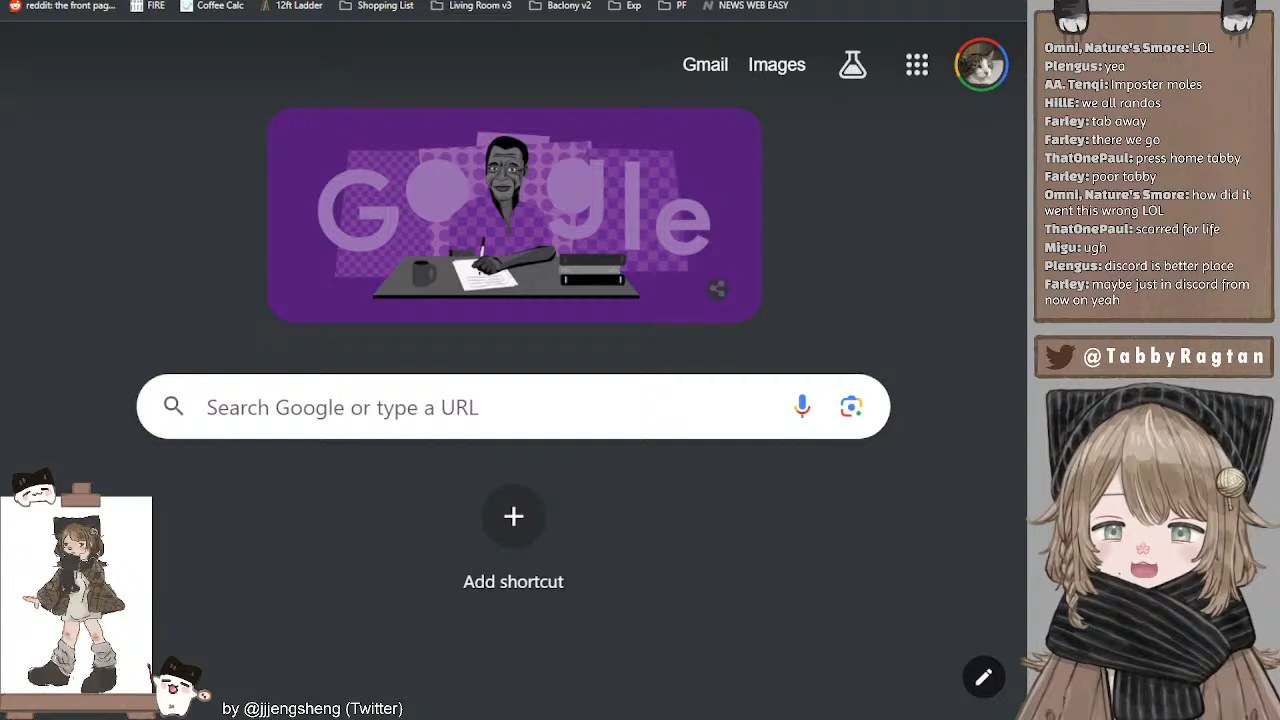 reddit: the front pag...
FIRE
Coffee Calc
12ft Ladder
Shopping List
Living Room v3
Baclony v2
Exp
PF
NEWS WEB EASY
Gmail
Images
Google
Search Google or type a URL
Add shortcut
by @jjjengsheng (Twitter)
Omni, Nature's Smore: LOL
Plengus: yea
AA. Tenqi: Imposter moles
HillE: we all randos
Farley: tab away
Farley: there we go
ThatOnePaul: press home tabby
Farley: poor tabby
Omni, Nature's Smore: how did it
went this wrong LOL
ThatOnePaul: scarred for life
Migu: ugh
Plengus: discord is better place
Farley: maybe just in discord from
now on yeah
@TabbyRagtan